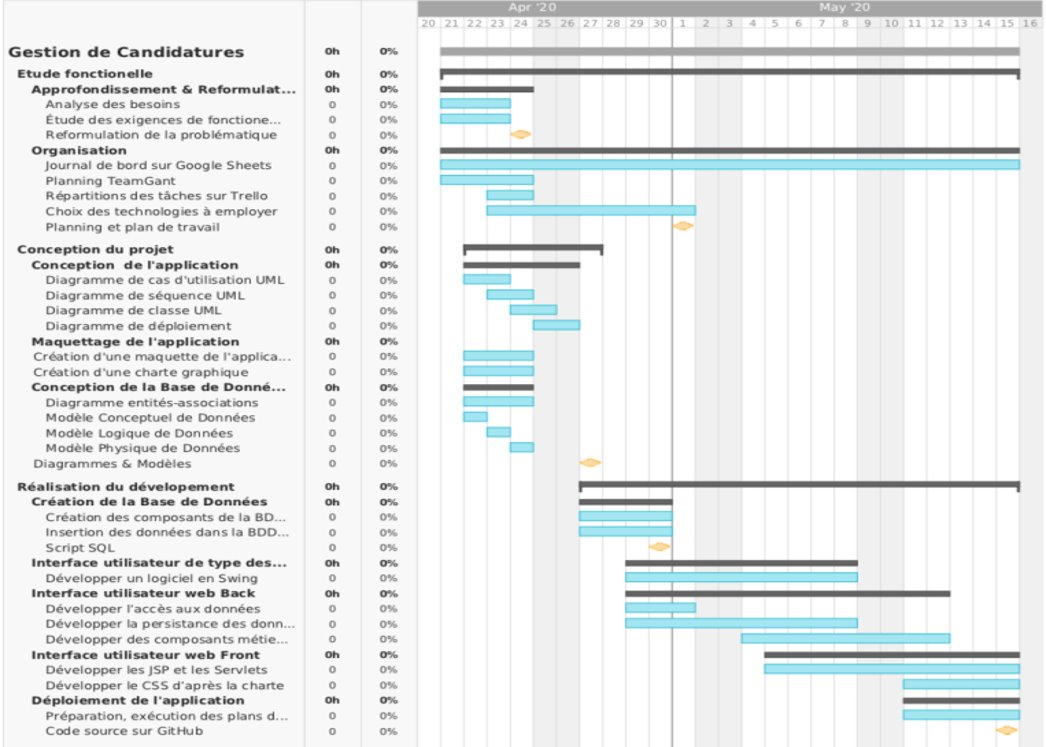 Apr '20 May '20
20 21 22 23 24 25 26 27 28 29 30 1 2 3 4 5 6 7 8 9 10 11 12 13 14 15 16
Gestion de Candidatures 0h 0%
Etude fonctionelle 0h 0%
Approfondissement & Reformulat... 0h 0%
Analyse des besoins 0 0%
Étude des exigences de fonctione... 0 0%
Reformulation de la problématique 0 0%
Organisation 0h 0%
Journal de bord sur Google Sheets 0 0%
Planning TeamGant 0 0%
Répartitions des tâches sur Trello 0 0%
Choix des technologies à employer 0 0%
Planning et plan de travail 0 0%
Conception du projet 0h 0%
Conception de l'application 0h 0%
Diagramme de cas d'utilisation UML 0 0%
Diagramme de séquence UML 0 0%
Diagramme de classe UML 0 0%
Diagramme de déploiement 0 0%
Maquettage de l'application 0h 0%
Création d'une maquette de l'applica... 0 0%
Création d'une charte graphique 0 0%
Conception de la Base de Donné... 0h 0%
Diagramme entités-associations 0 0%
Modèle Conceptuel de Données 0 0%
Modèle Logique de Données 0 0%
Modèle Physique de Données 0 0%
Diagrammes & Modèles 0 0%
Réalisation du dévelopement 0h 0%
Création de la Base de Données 0h 0%
Création des composants de la BD... 0 0%
Insertion des données dans la BDD... 0 0%
Script SQL 0 0%
Interface utilisateur de type des... 0h 0%
Développer un logiciel en Swing 0 0%
Interface utilisateur web Back 0h 0%
Développer l'accès aux données 0 0%
Développer la persistance des donn... 0 0%
Développer des composants métie... 0 0%
Interface utilisateur web Front 0h 0%
Développer les JSP et les Servlets 0 0%
Développer le CSS d'après la charte 0 0%
Déploiement de l'application 0h 0%
Préparation, exécution des plans d... 0 0%
Code source sur GitHub 0 0%